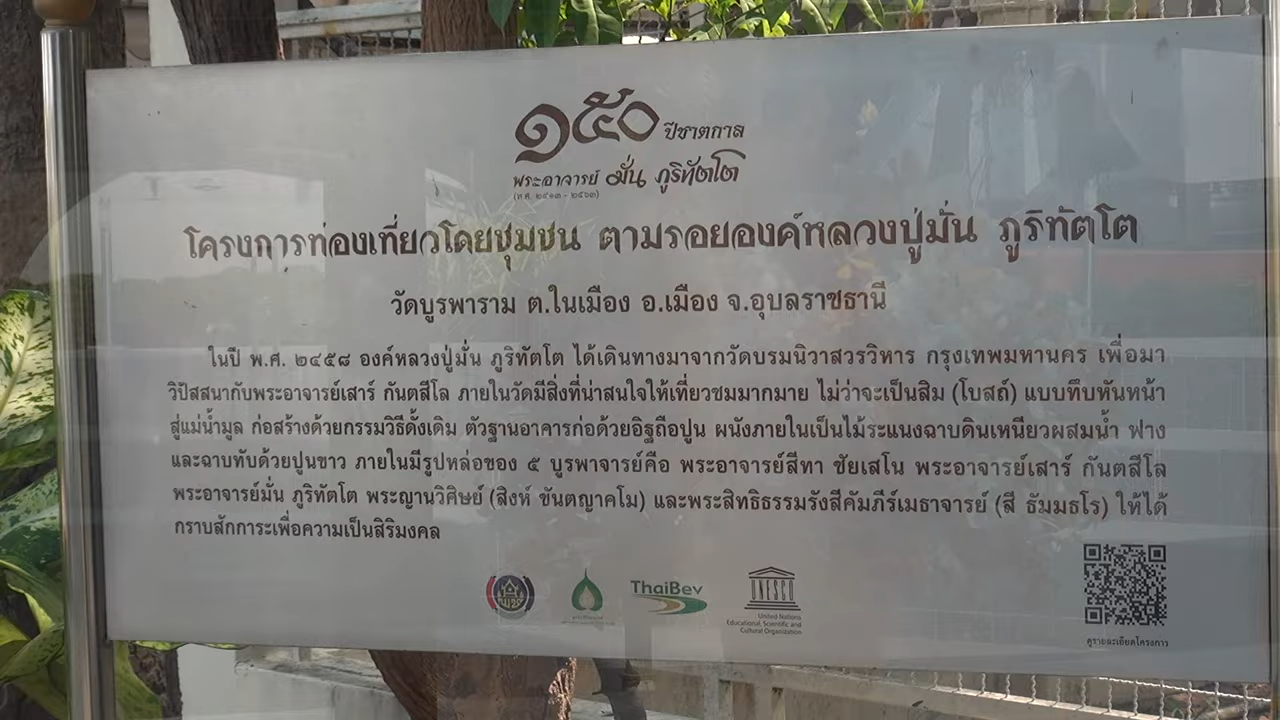 ๑๕๐ ปีชาตกาล
พระอาจารย์ มั่น ภูริทัตโต
(พ.ศ. ๒๔๑๓ - ๒๕๖๓)
โครงการท่องเที่ยวโดยชุมชน ตามรอยองค์หลวงปู่มั่น ภูริทัตโต
วัดบูรพาราม ต.ในเมือง อ.เมือง จ.อุบลราชธานี
ในปี พ.ศ. ๒๔๕๘ องค์หลวงปู่มั่น ภูริทัตโต ได้เดินทางมาจากวัดบรมนิวาสวรวิหาร กรุงเทพมหานคร เพื่อมา
วิปัสสนากับพระอาจารย์เสาร์ กันตสีโล ภายในวัดมีสิ่งที่น่าสนใจให้เที่ยวชมมากมาย ไม่ว่าจะเป็นสิม (โบสถ์) แบบทึบหันหน้า
สู่แม่น้ำมูล ก่อสร้างด้วยกรรมวิธีดั้งเดิม ตัวฐานอาคารก่อด้วยอิฐถือปูน ผนังภายในเป็นไม้ระแนงฉาบดินเหนียวผสมน้ำ ฟาง
และฉาบทับด้วยปูนขาว ภายในมีรูปหล่อของ ๕ บูรพาจารย์คือ พระอาจารย์สีทา ชัยเสโน พระอาจารย์เสาร์ กันตสีโล
พระอาจารย์มั่น ภูริทัตโต พระญาณวิศิษย์ (สิงห์ ขันตญาคโม) และพระสิทธิธรรมรังสีคัมภีร์เมธาจารย์ (สี ธัมมธโร) ให้ได้
กราบสักการะเพื่อความเป็นสิริมงคล
ThaiBev
UNESCO
United Nations
Educational, Scientific and
Cultural Organization
ดูรายละเอียดโครงการ